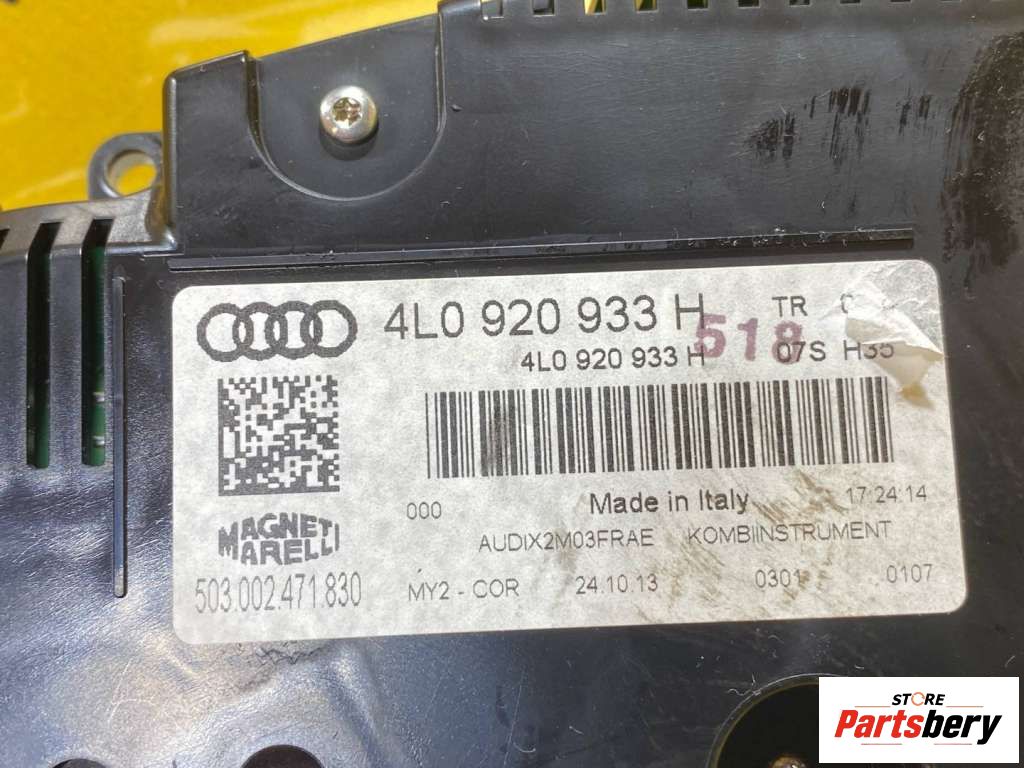 4L0 920 933 H TR
518
4L0 920 933 H 07S H35
000 Made in Italy 17:24:14
MAGNETI
MARELLI
AUDIX2M03FRAE KOMBIINSTRUMENT
503.002.471.830 MY2 - COR 24.10.13 0301 0107
STORE
Partsbery